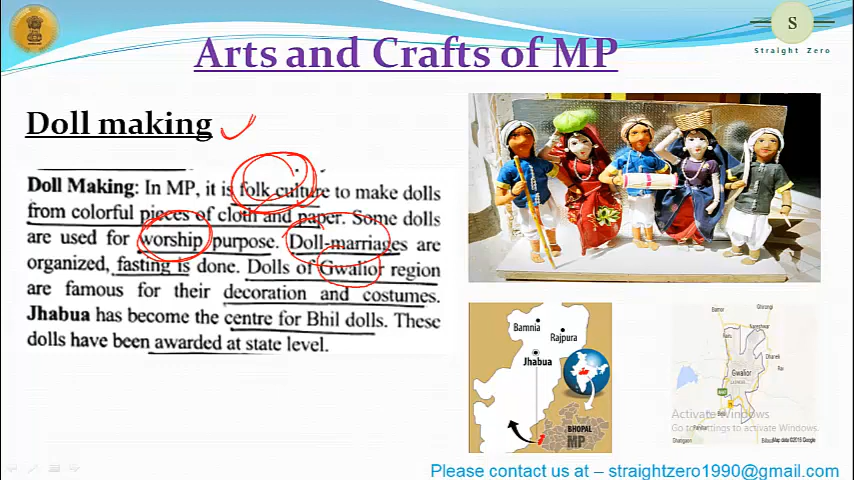 Arts and Crafts of MP
S
Straight Zero
Doll making
Doll Making: In MP, it is folk culture to make dolls
from colorful pieces of cloth and paper. Some dolls
are used for worship purpose. Doll-marriages are
organized, fasting is done. Dolls of Gwalior region
are famous for their decoration and costumes.
Jhabua has become the centre for Bhil dolls. These
dolls have been awarded at state level.
Bamnia
Rajpura
Jhabua
BHOPAL
MP
Gwalior
Activate Windows
Go to Settings to activate Windows.
Map data ©2016 Google
Please contact us at – straightzero1990@gmail.com